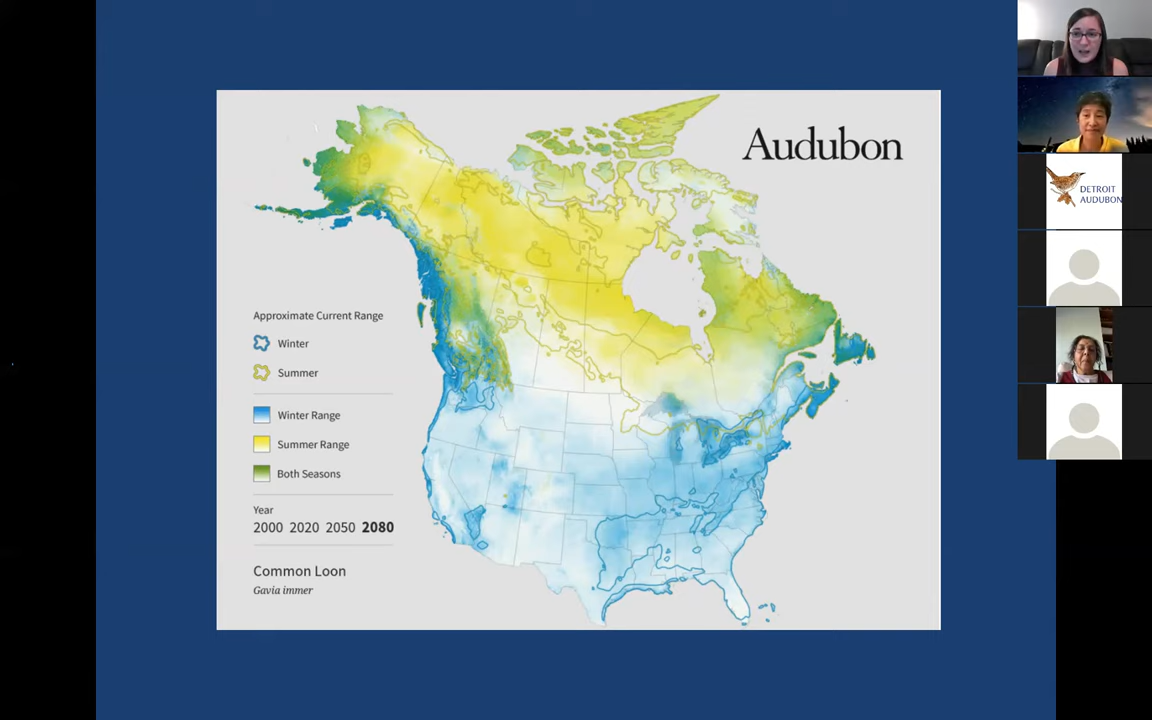 Audubon
Approximate Current Range
Winter
Summer
Winter Range
Summer Range
Both Seasons
Year
2000 2020 2050 2080
Common Loon
Gavia immer
DETROIT
AUDUBON